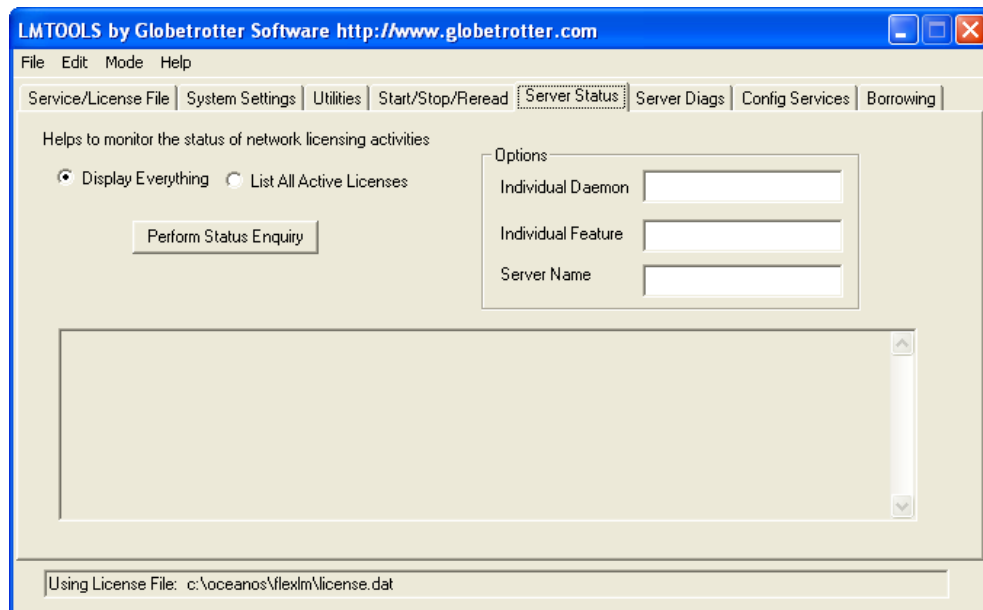 LMTOOLS by Globetrotter Software http://www.globetrotter.com
File Edit Mode Help
Service/License File System Settings Utilities Start/Stop/Reread Server Status Server Diags Config Services Borrowing
Helps to monitor the status of network licensing activities
Display Everything List All Active Licenses
Perform Status Enquiry
Options
Individual Daemon
Individual Feature
Server Name
Using License File: c:\oceanos\flexlm\license.dat